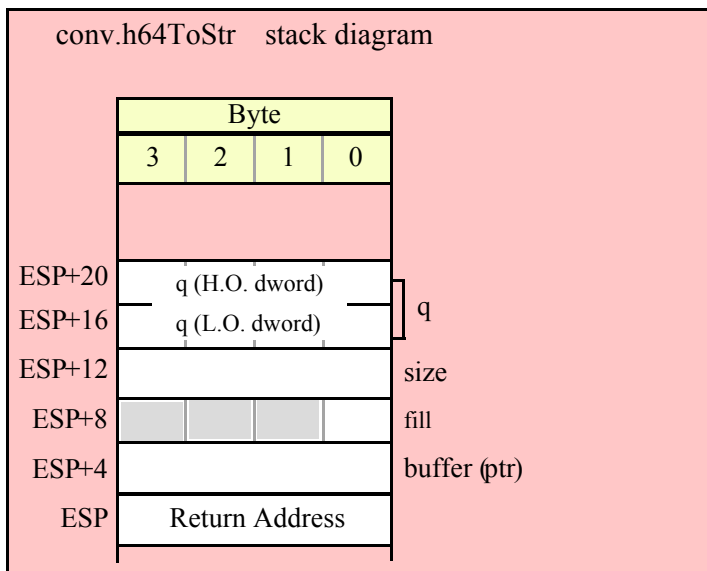 conv.h64ToStr stack diagram
Byte
3 2 1 0
ESP+20 q (H.O. dword)
q
ESP+16 q (L.O. dword)
ESP+12 size
ESP+8 fill
ESP+4 buffer (ptr)
ESP Return Address